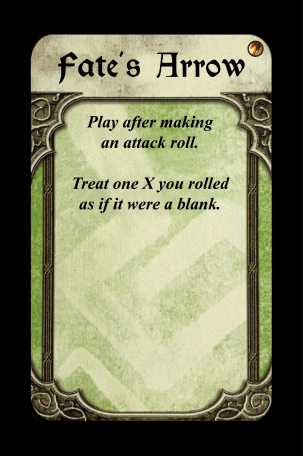 Fate's Arrow
Play after making
an attack roll.
Treat one X you rolled
as if it were a blank.